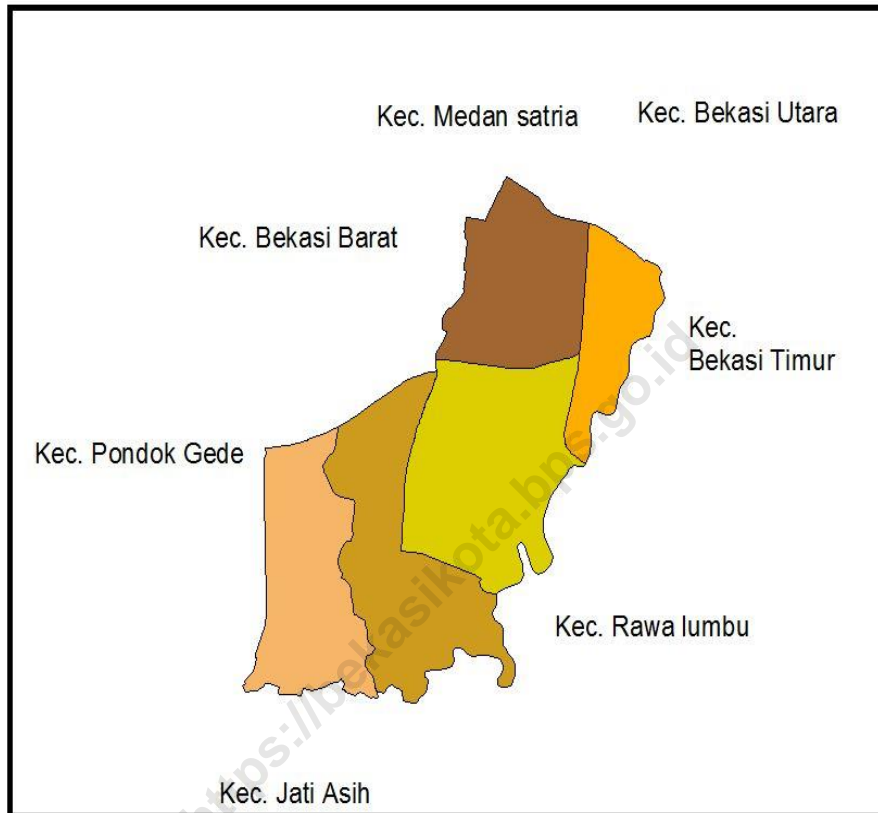 Kec. Medan satria
Kec. Bekasi Utara
Kec. Bekasi Barat
Kec.
Bekasi Timur
Kec. Pondok Gede
Kec. Rawa lumbu
Kec. Jati Asih
https://bekasikota.bps.go.id